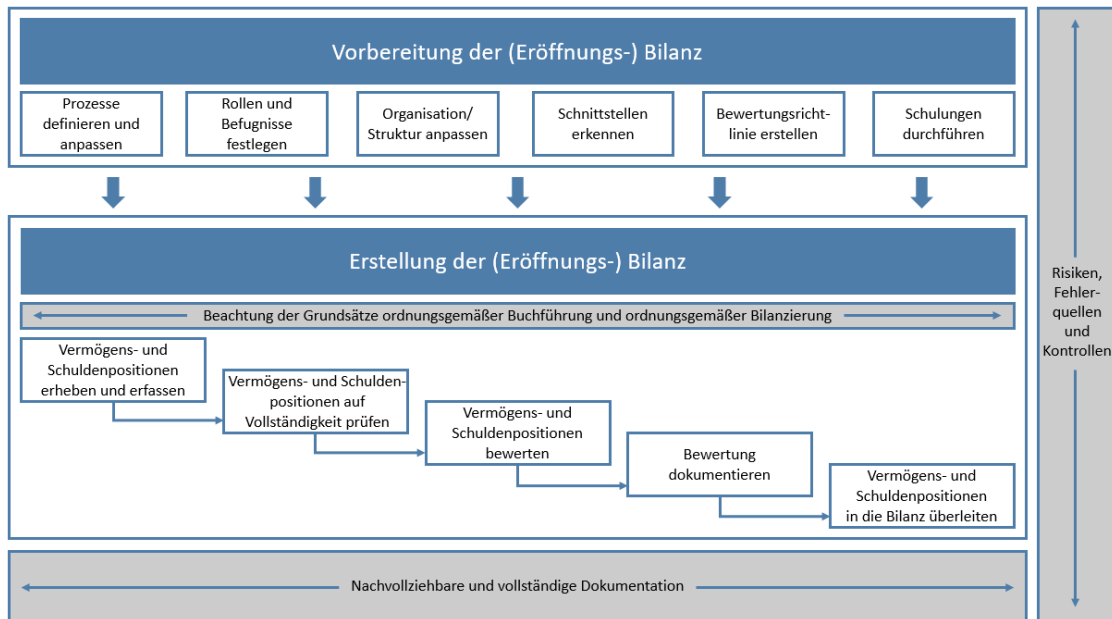 Vorbereitung der (Eröffnungs-) Bilanz
Prozesse
definieren und
anpassen
Rollen und
Befugnisse
festlegen
Organisation/
Struktur anpassen
Schnittstellen
erkennen
Bewertungsricht-
linie erstellen
Schulungen
durchführen
Erstellung der (Eröffnungs-) Bilanz
Beachtung der Grundsätze ordnungsgemäßer Buchführung und ordnungsgemäßer Bilanzierung
Vermögens- und
Schuldenpositionen
erheben und erfassen
Vermögens- und Schulden-
positionen auf
Vollständigkeit prüfen
Vermögens- und
Schuldenpositionen
bewerten
Bewertung
dokumentieren
Vermögens- und
Schuldenpositionen
in die Bilanz überleiten
Nachvollziehbare und vollständige Dokumentation
Risiken,
Fehler-
quellen
und
Kontrollen